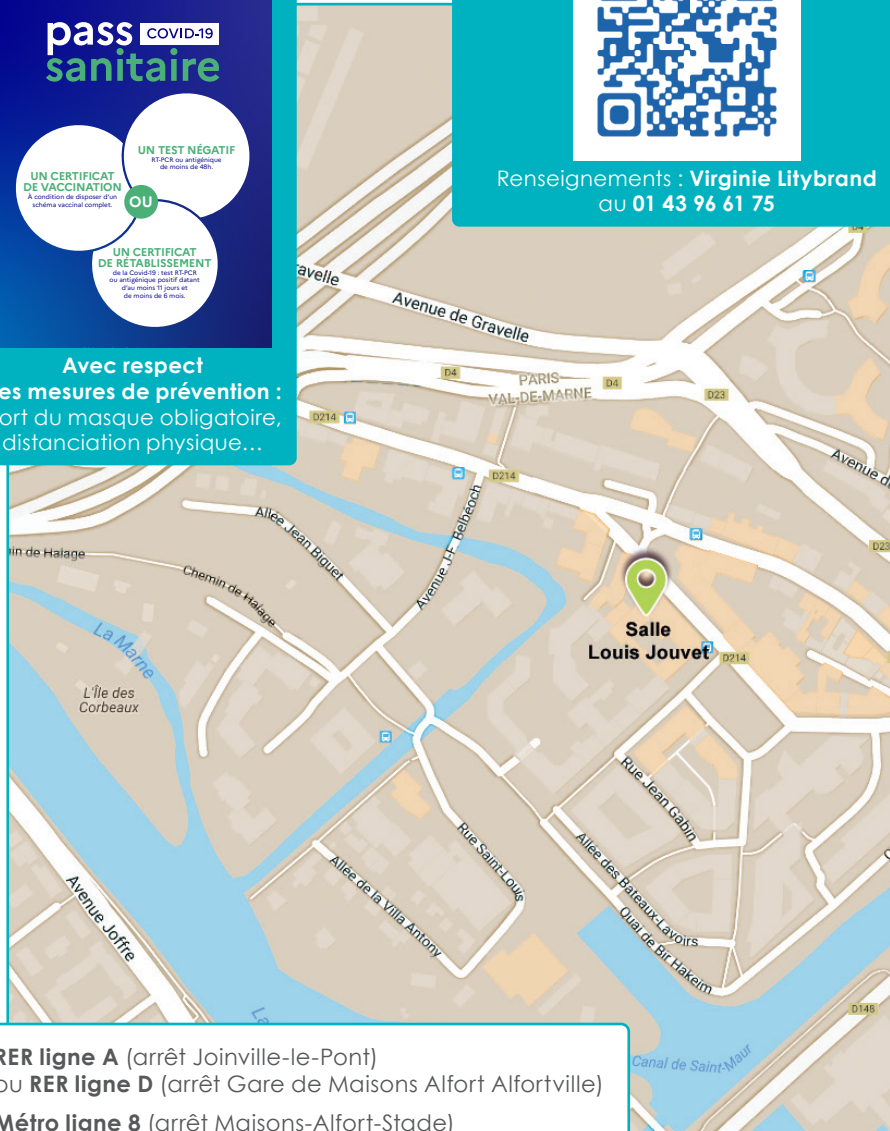 pass COVID-19
sanitaire
UN TEST NÉGATIF
RT-PCR ou antigénique
de moins de 48h.
UN CERTIFICAT
DE VACCINATION
À condition de disposer d'un
schéma vaccinal complet.
OU
UN CERTIFICAT
DE RÉTABLISSEMENT
de la Covid-19 : test RT-PCR
ou antigénique positif datant
d'au moins 11 jours et
de moins de 6 mois.
Avec respect
es mesures de prévention :
ort du masque obligatoire,
distanciation physique…
Renseignements : Virginie Litybrand
au 01 43 96 61 75
D4
avelle
Avenue de Gravelle
D4
PARIS
VAL-DE-MARNE
D4
D23
D214
D214
Avenue d
D23
Allée Jean Biguet
Avenue J.-F. Belbéoch
in de Halage
Chemin de Halage
La Marne
L'Île des
Corbeaux
Salle
Louis Jouvet
D214
Rue Jean Gabin
Rue Saint-Louis
Allée des Bateaux-Lavoirs
Quai de Bir Hakeim
Allée de la Villa Antony
Avenue Joffre
La
D148
Canal de Saint-Maur
RER ligne A (arrêt Joinville-le-Pont)
ou RER ligne D (arrêt Gare de Maisons Alfort Alfortville)
Métro ligne 8 (arrêt Maisons-Alfort-Stade)